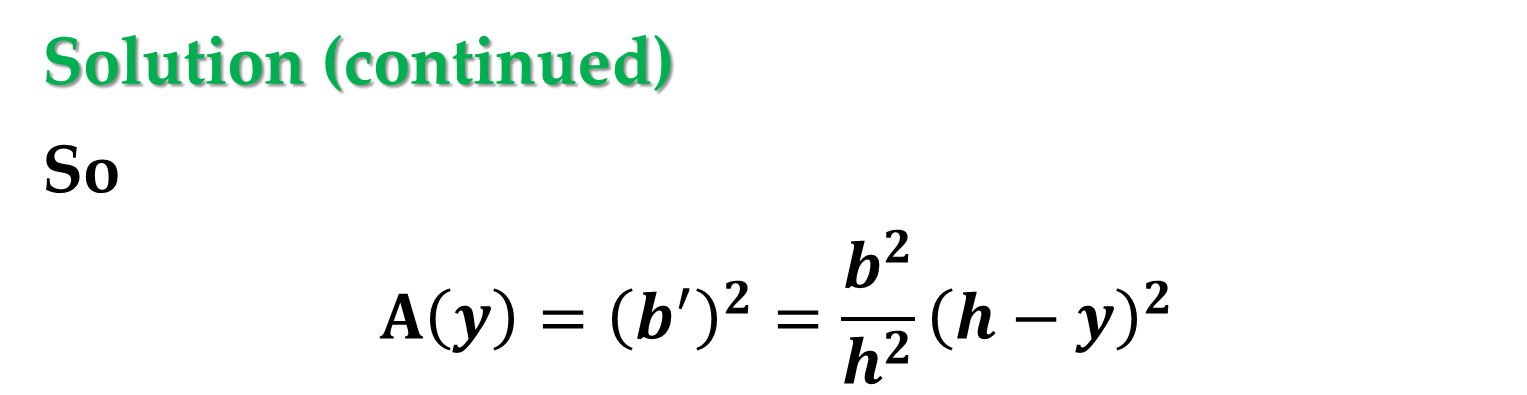 Solution (continued)
So
A(y) = (b′)² = b²/h² (h − y)²